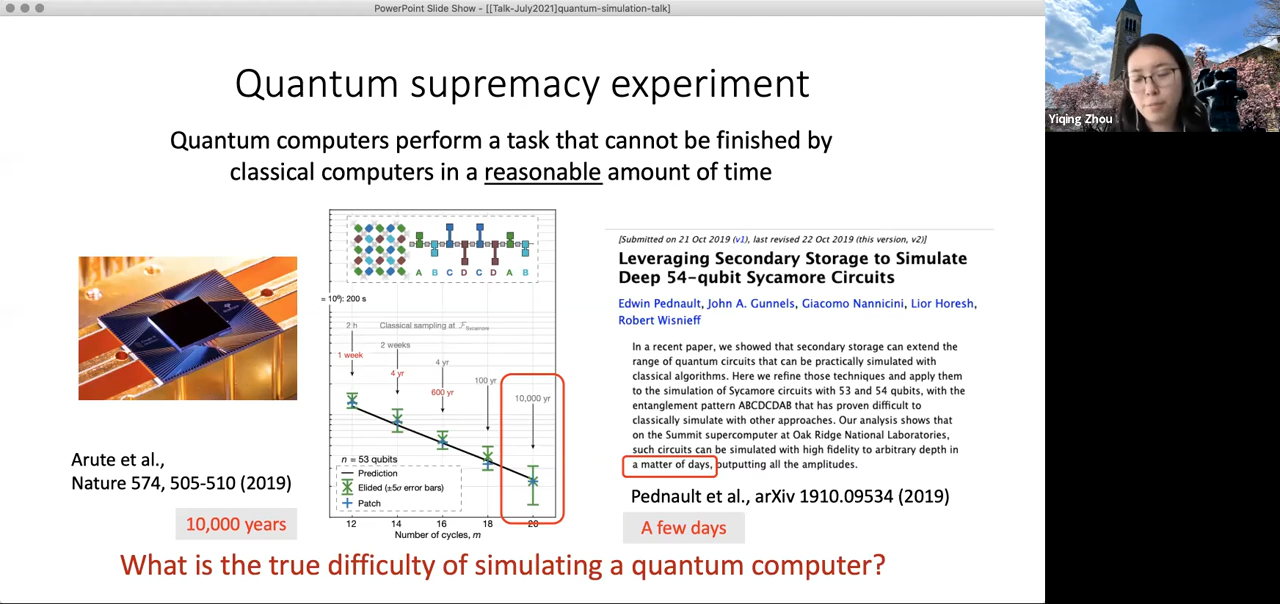 PowerPoint Slide Show - [[Talk-July2021]quantum-simulation-talk]
Quantum supremacy experiment
Quantum computers perform a task that cannot be finished by
classical computers in a reasonable amount of time
A B C D C D A B
200 s
Classical sampling at
2 h
1 week
2 weeks
4 yr
4 yr
600 yr
100 yr
10,000 yr
n = 53 qubits
Prediction
Elided (±5σ error bars)
Patch
12 14 16 18 20
Number of cycles, m
Arute et al.,
Nature 574, 505-510 (2019)
10,000 years
[Submitted on 21 Oct 2019 (v1), last revised 22 Oct 2019 (this version, v2)]
Leveraging Secondary Storage to Simulate
Deep 54-qubit Sycamore Circuits
Edwin Pednault, John A. Gunnels, Giacomo Nannicini, Lior Horesh,
Robert Wisnieff
In a recent paper, we showed that secondary storage can extend the
range of quantum circuits that can be practically simulated with
classical algorithms. Here we refine those techniques and apply them
to the simulation of Sycamore circuits with 53 and 54 qubits, with the
entanglement pattern ABCDCDAB that has proven difficult to
classically simulate with other approaches. Our analysis shows that
on the Summit supercomputer at Oak Ridge National Laboratories,
such circuits can be simulated with high fidelity to arbitrary depth in
a matter of days, outputting all the amplitudes.
Pednault et al., arXiv 1910.09534 (2019)
A few days
What is the true difficulty of simulating a quantum computer?
Yiqing Zhou